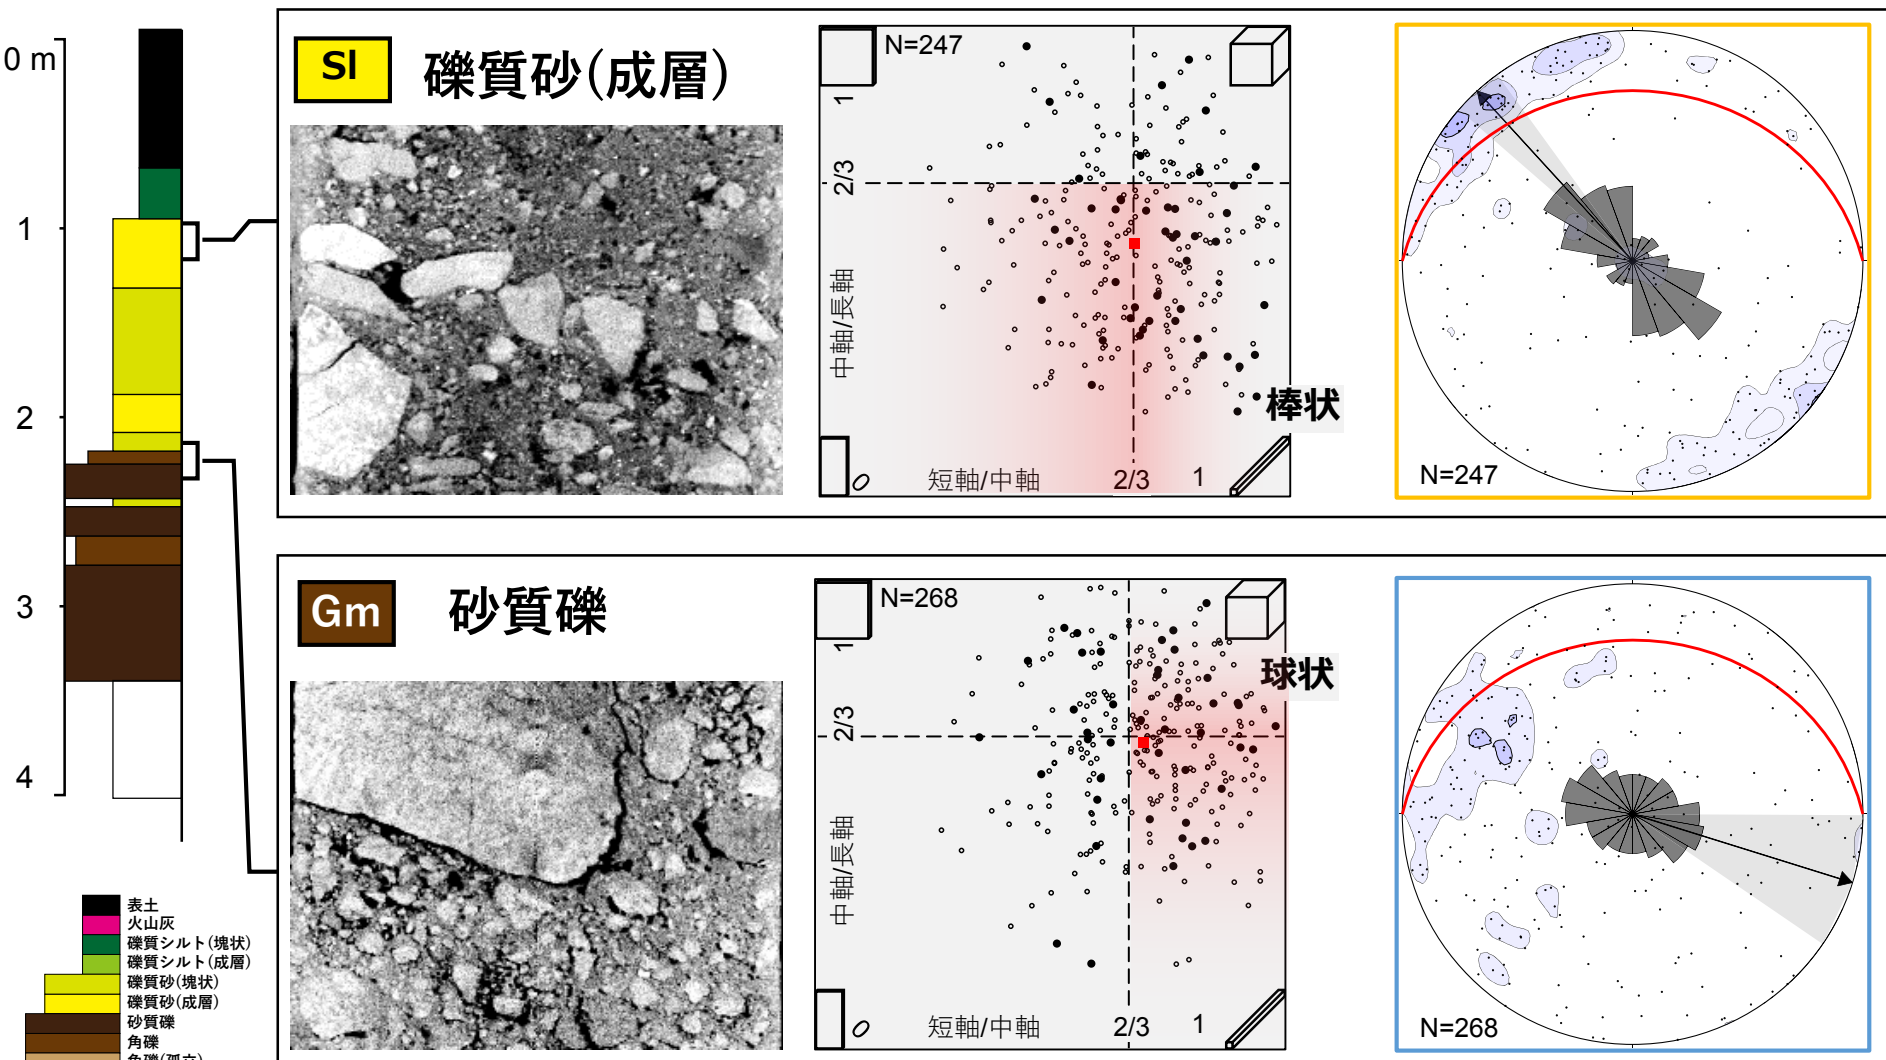 0 m
1
2
3
4
表土
火山灰
礫質シルト(塊状)
礫質シルト(成層)
礫質砂(塊状)
礫質砂(成層)
砂質礫
角礫
角礫(孤立)
Sl
礫質砂(成層)
N=247
1
2/3
中軸/長軸
短軸/中軸
2/3
1
棒状
N=247
Gm
砂質礫
N=268
1
2/3
中軸/長軸
短軸/中軸
2/3
1
球状
N=268